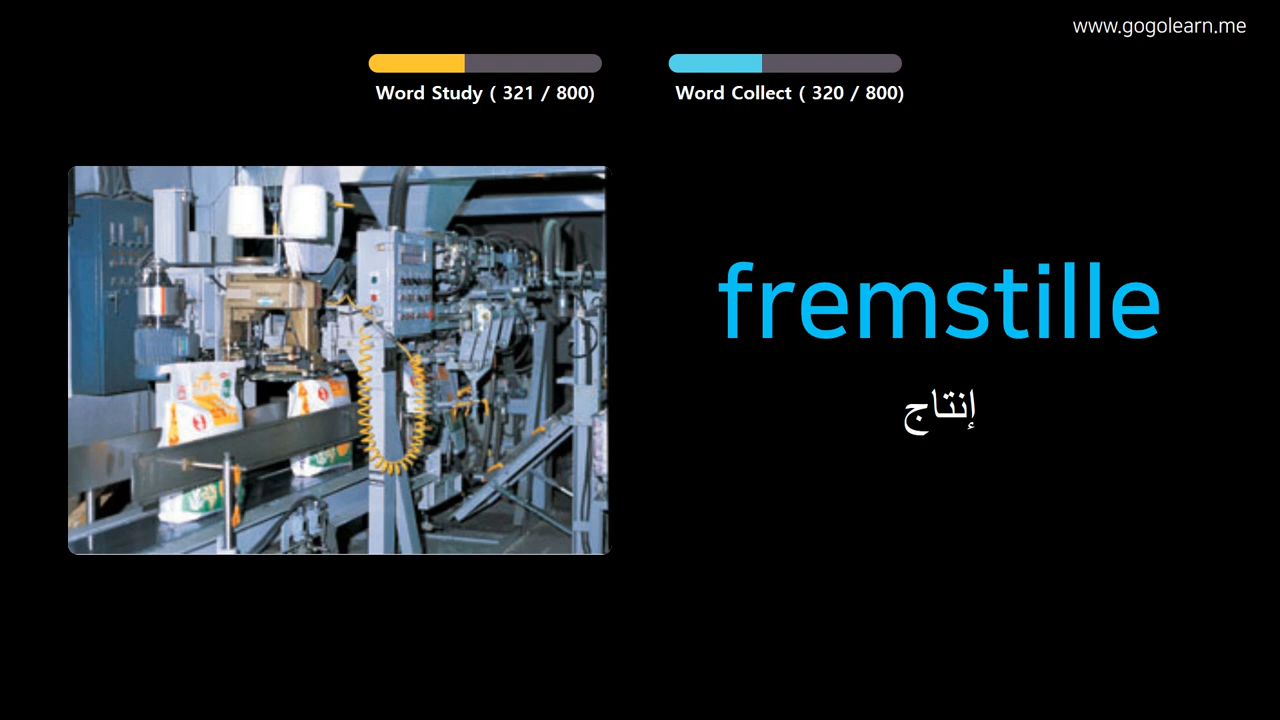 www.gogolearn.me
Word Study ( 321 / 800)
Word Collect ( 320 / 800)
fremstille
إنتاج